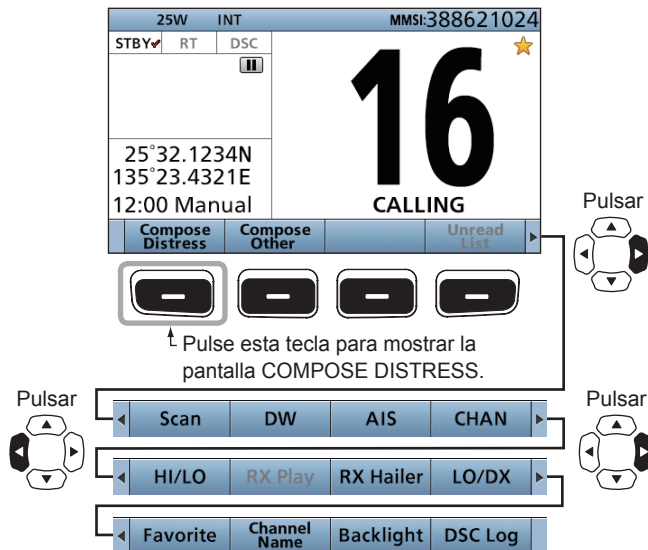 25W INT MMSI:388621024
STBY RT DSC
16
25°32.1234N
135°23.4321E
12:00 Manual CALLING
Pulsar
Compose Distress Compose Other Unread List
Pulse esta tecla para mostrar la
pantalla COMPOSE DISTRESS.
Pulsar Pulsar
Scan DW AIS CHAN
HI/LO RX Play RX Hailer LO/DX
Favorite Channel Name Backlight DSC Log